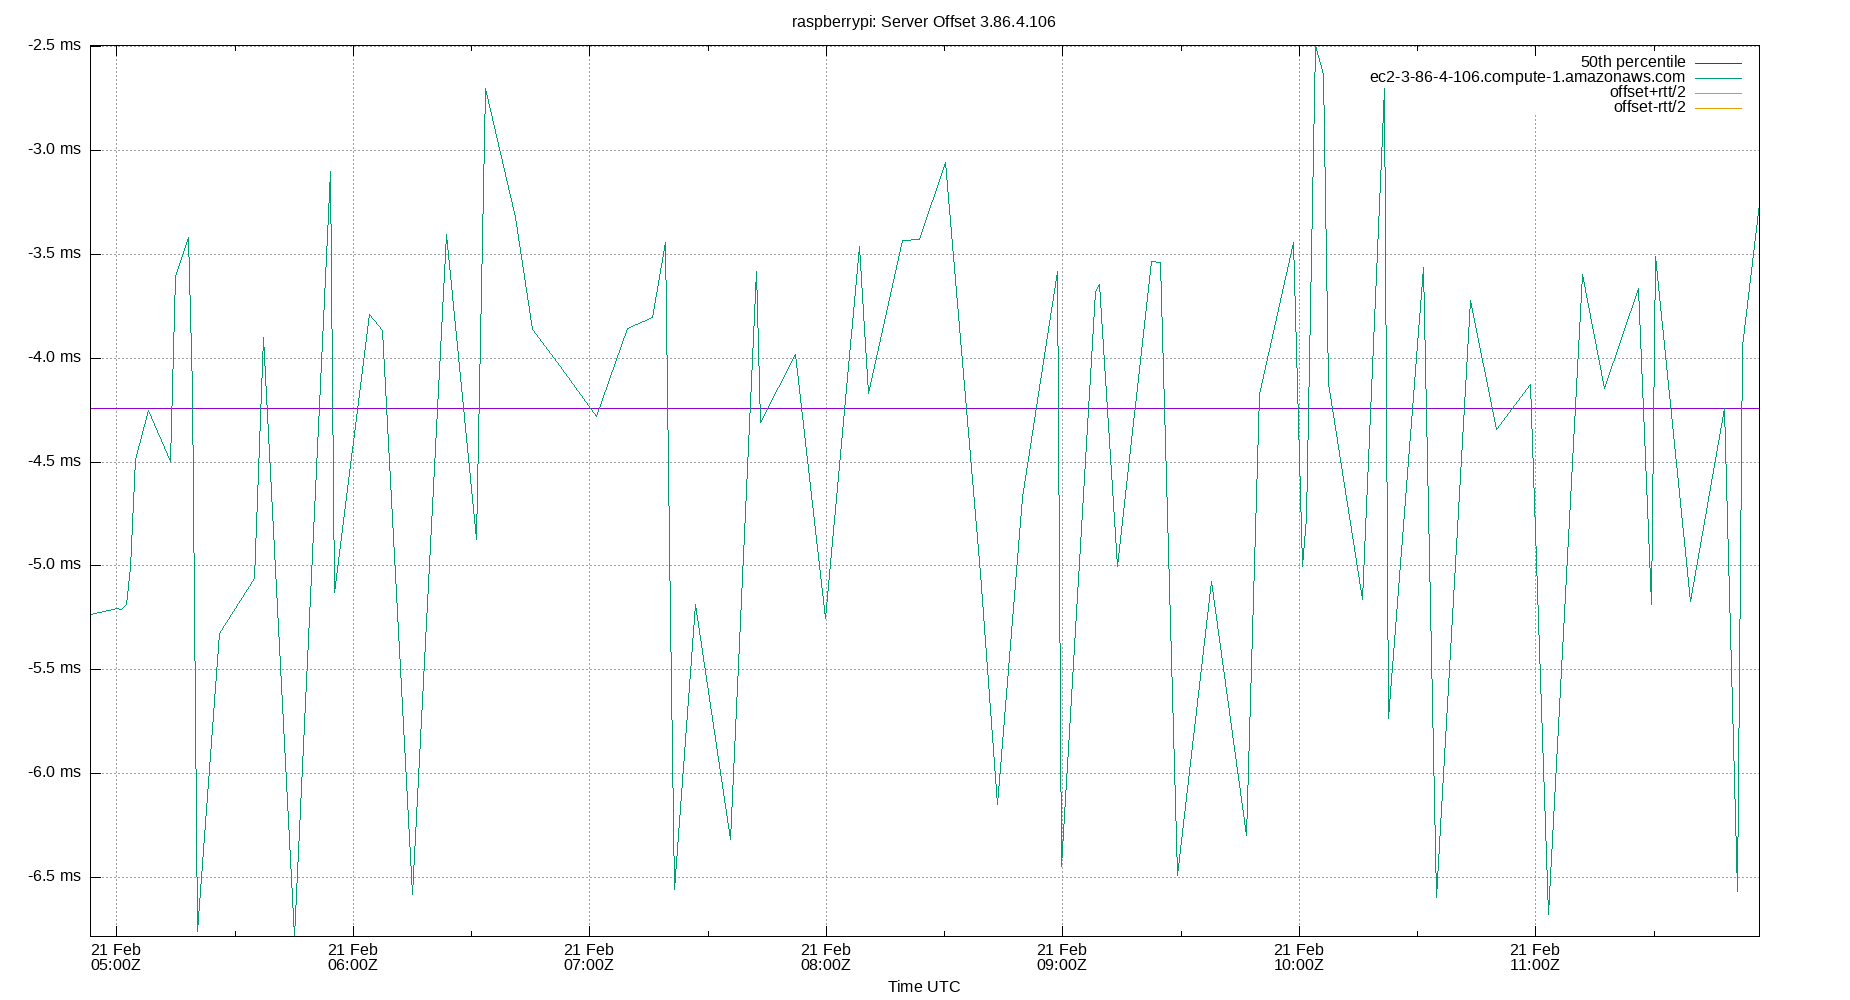 raspberrypi: Server Offset 3.86.4.106
-2.5 ms
-3.0 ms
-3.5 ms
-4.0 ms
-4.5 ms
-5.0 ms
-5.5 ms
-6.0 ms
-6.5 ms
50th percentile
ec2-3-86-4-106.compute-1.amazonaws.com
offset+rtt/2
offset-rtt/2
21 Feb 21 Feb 21 Feb 21 Feb 21 Feb 21 Feb 21 Feb
05:00Z 06:00Z 07:00Z 08:00Z 09:00Z 10:00Z 11:00Z
Time UTC